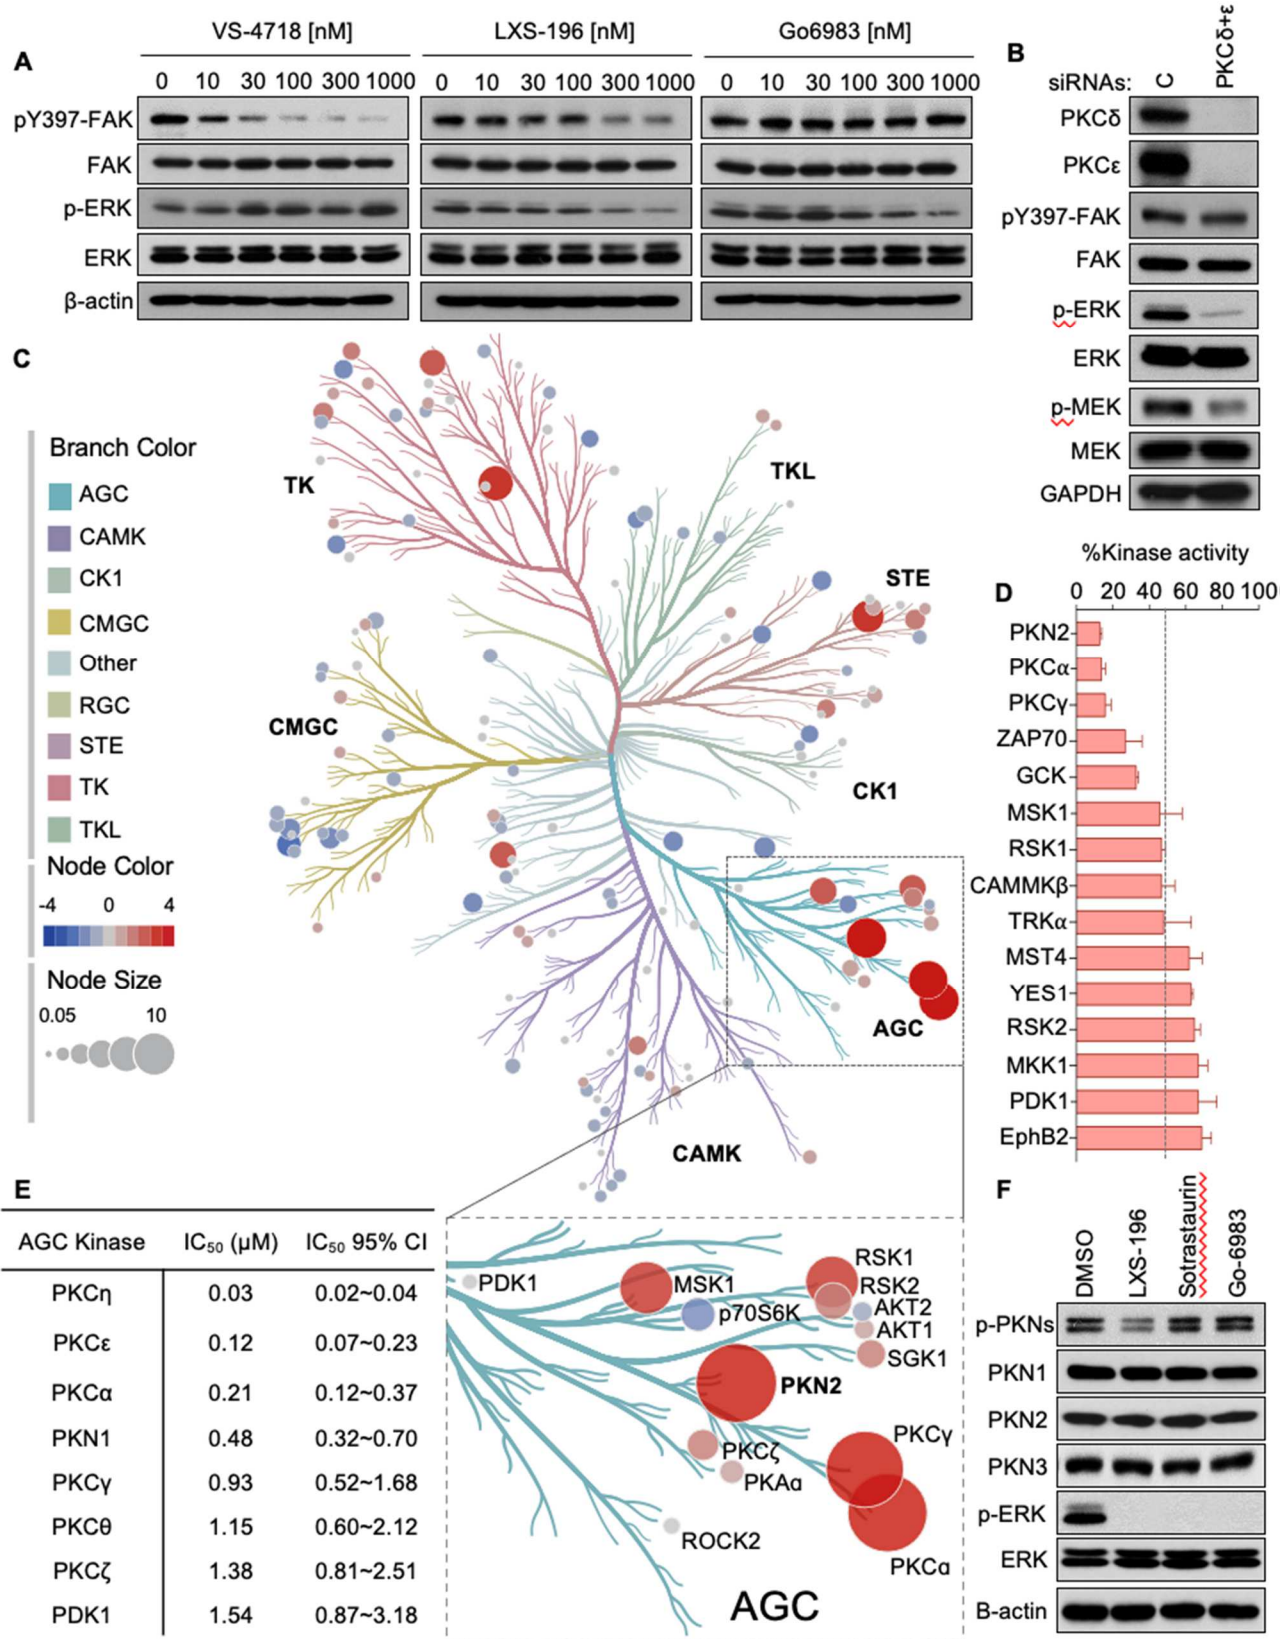 A
VS-4718 [nM]
LXS-196 [nM]
Go6983 [nM]
0 10 30 100 300 1000
0 10 30 100 300 1000
0 10 30 100 300 1000
pY397-FAK
FAK
p-ERK
ERK
β-actin
B
siRNAs: C PKCδ+ε
PKCδ
PKCε
pY397-FAK
FAK
p-ERK
ERK
p-MEK
MEK
GAPDH
C
Branch Color
AGC
CAMK
CK1
CMGC
Other
RGC
STE
TK
TKL
Node Color
-4 0 4
Node Size
0.05 10
TK
TKL
STE
CMGC
CK1
AGC
CAMK
D
%Kinase activity
0 20 40 60 80 100
PKN2
PKCα
PKCγ
ZAP70
GCK
MSK1
RSK1
CAMMKβ
TRKα
MST4
YES1
RSK2
MKK1
PDK1
EphB2
E
AGC Kinase IC₅₀ (μM) IC₅₀ 95% CI
PKCη 0.03 0.02~0.04
PKCε 0.12 0.07~0.23
PKCα 0.21 0.12~0.37
PKN1 0.48 0.32~0.70
PKCγ 0.93 0.52~1.68
PKCθ 1.15 0.60~2.12
PKCζ 1.38 0.81~2.51
PDK1 1.54 0.87~3.18
PDK1
MSK1
p70S6K
RSK1
RSK2
AKT2
AKT1
SGK1
PKN2
PKCγ
PKCζ
PKAα
ROCK2
PKCα
AGC
F
DMSO
LXS-196
Sotrastaurin
Go-6983
p-PKNs
PKN1
PKN2
PKN3
p-ERK
ERK
B-actin